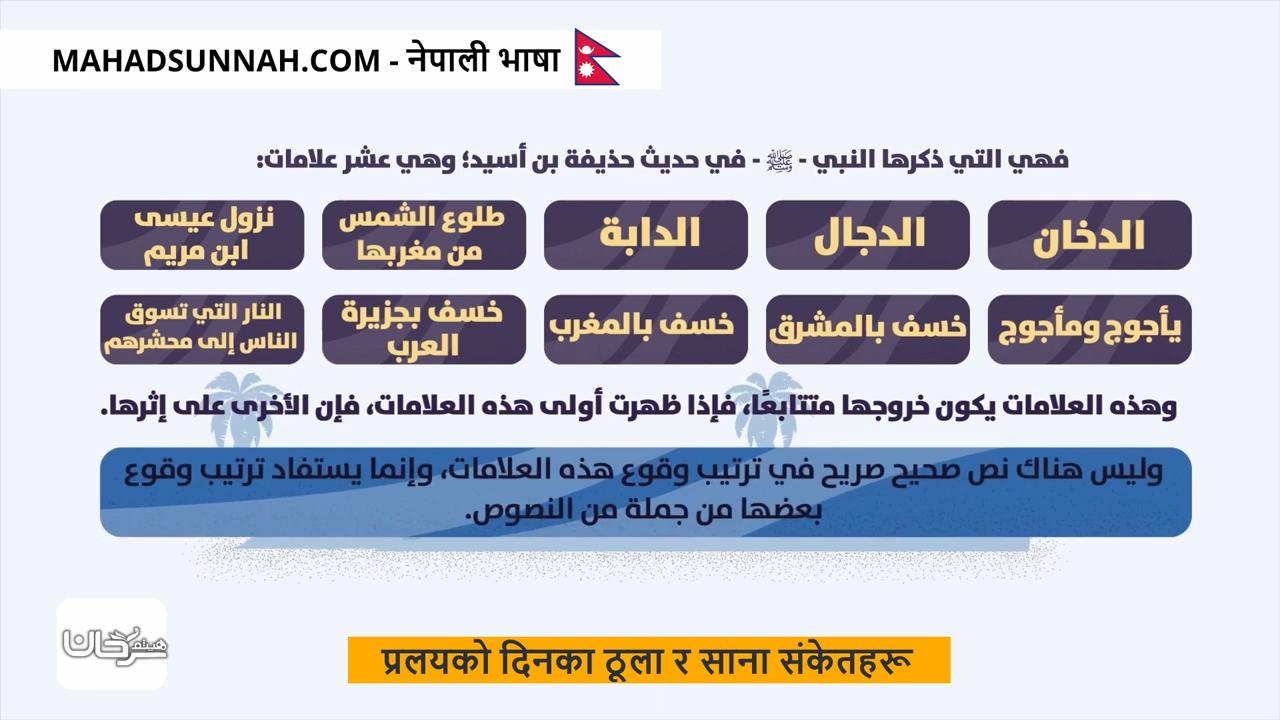 MAHADSUNNAH.COM - नेपाली भाषा
فهي التي ذكرها النبي - ﷺ - في حديث حذيفة بن أسيد؛ وهي عشر علامات:
الدخان
الدجال
الدابة
طلوع الشمس
من مغربها
نزول عيسى
ابن مريم
يأجوج ومأجوج
خسف بالمشرق
خسف بالمغرب
خسف بجزيرة
العرب
النار التي تسوق
الناس إلى محشرهم
وهذه العلامات يكون خروجها متتابعًا، فإذا ظهرت أولى هذه العلامات، فإن الأخرى على إثرها.
وليس هناك نص صحيح صريح في ترتيب وقوع هذه العلامات، وإنما يستفاد ترتيب وقوع
بعضها من جملة من النصوص.
هيثم
سرحان
प्रलयको दिनका ठूला र साना संकेतहरू